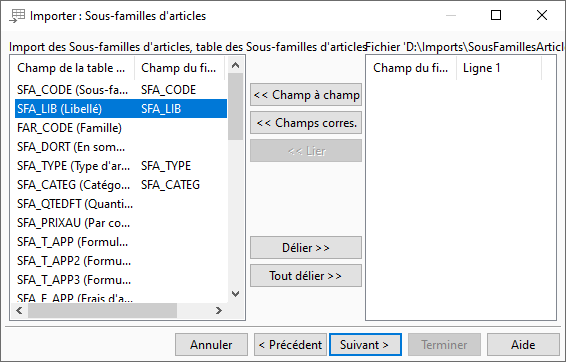 Importer : Sous-familles d'articles
Import des Sous-familles d'articles, table des Sous-familles d'articles
Fichier 'D:\Imports\SousFamillesArticl
Champ de la table ... Champ du fi...
SFA_CODE (Sous-fa... SFA_CODE
SFA_LIB (Libellé) SFA_LIB
FAR_CODE (Famille)
SFA_DORT (En som...
SFA_TYPE (Type d'ar... SFA_TYPE
SFA_CATEG (Catégo... SFA_CATEG
SFA_QTEDFT (Quanti...
SFA_PRIXAU (Par co...
SFA_T_APP (Formul...
SFA_T_APP2 (Formu...
SFA_T_APP3 (Formu...
SFA_F_APP (Frais d'a...
<< Champ à champ
<< Champs corres.
<< Lier
Délier >>
Tout délier >>
Champ du fi... Ligne 1
Annuler < Précédent Suivant > Terminer Aide